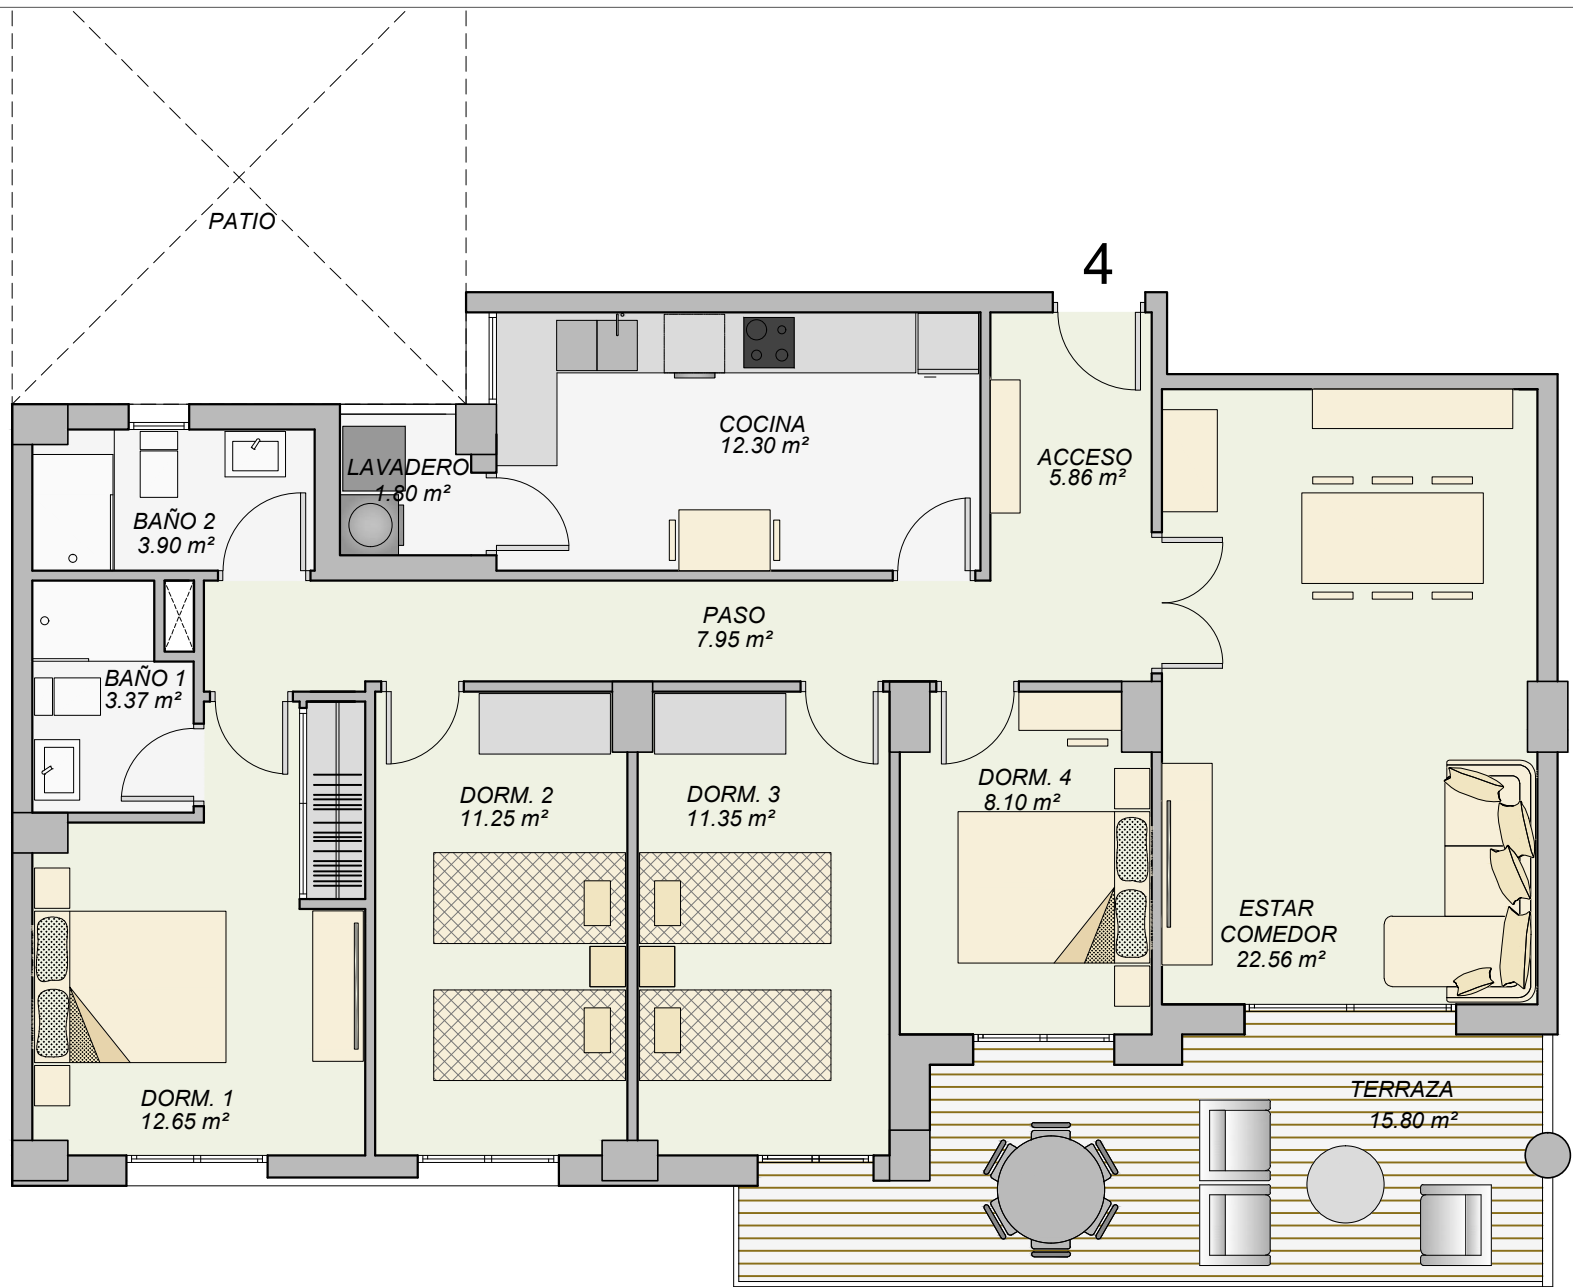 PATIO
4
COCINA
12.30 m²
LAVADERO
1.80 m²
ACCESO
5.86 m²
BAÑO 2
3.90 m²
PASO
7.95 m²
BAÑO 1
3.37 m²
DORM. 2
11.25 m²
DORM. 3
11.35 m²
DORM. 4
8.10 m²
ESTAR
COMEDOR
22.56 m²
DORM. 1
12.65 m²
TERRAZA
15.80 m²